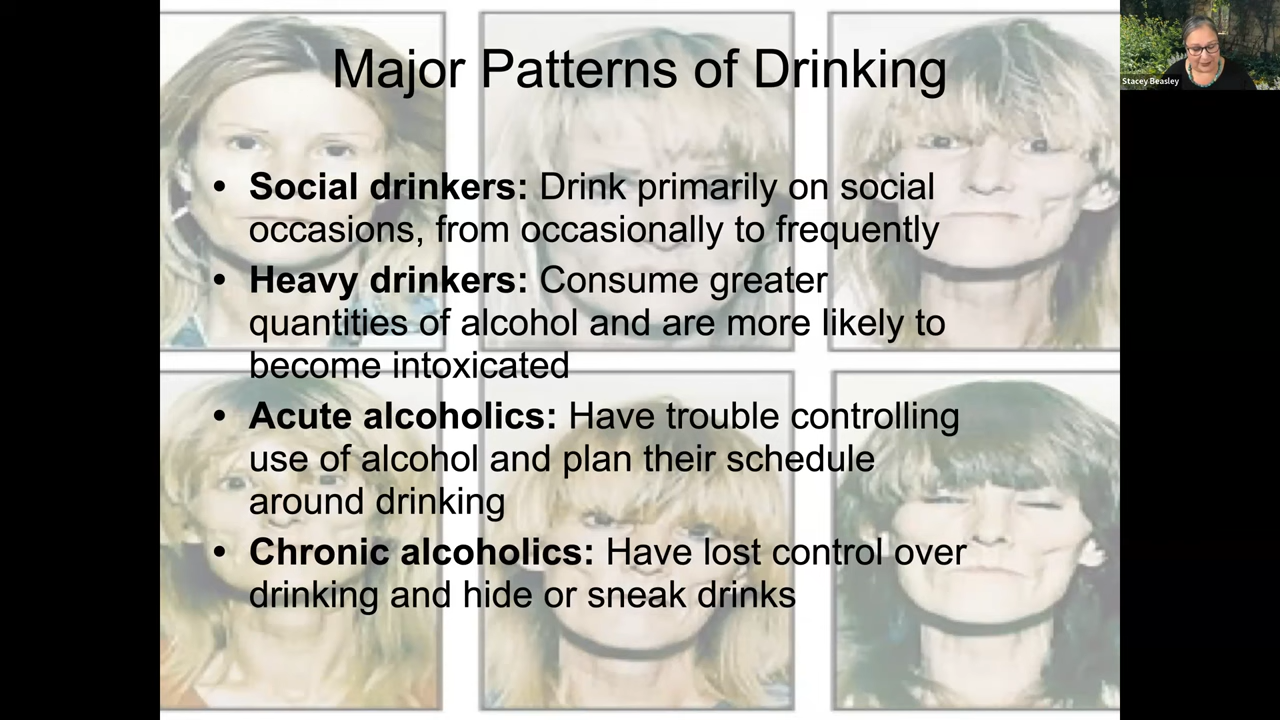 Major Patterns of Drinking
Stacey Beasley
• Social drinkers: Drink primarily on social
occasions, from occasionally to frequently
• Heavy drinkers: Consume greater
quantities of alcohol and are more likely to
become intoxicated
• Acute alcoholics: Have trouble controlling
use of alcohol and plan their schedule
around drinking
• Chronic alcoholics: Have lost control over
drinking and hide or sneak drinks